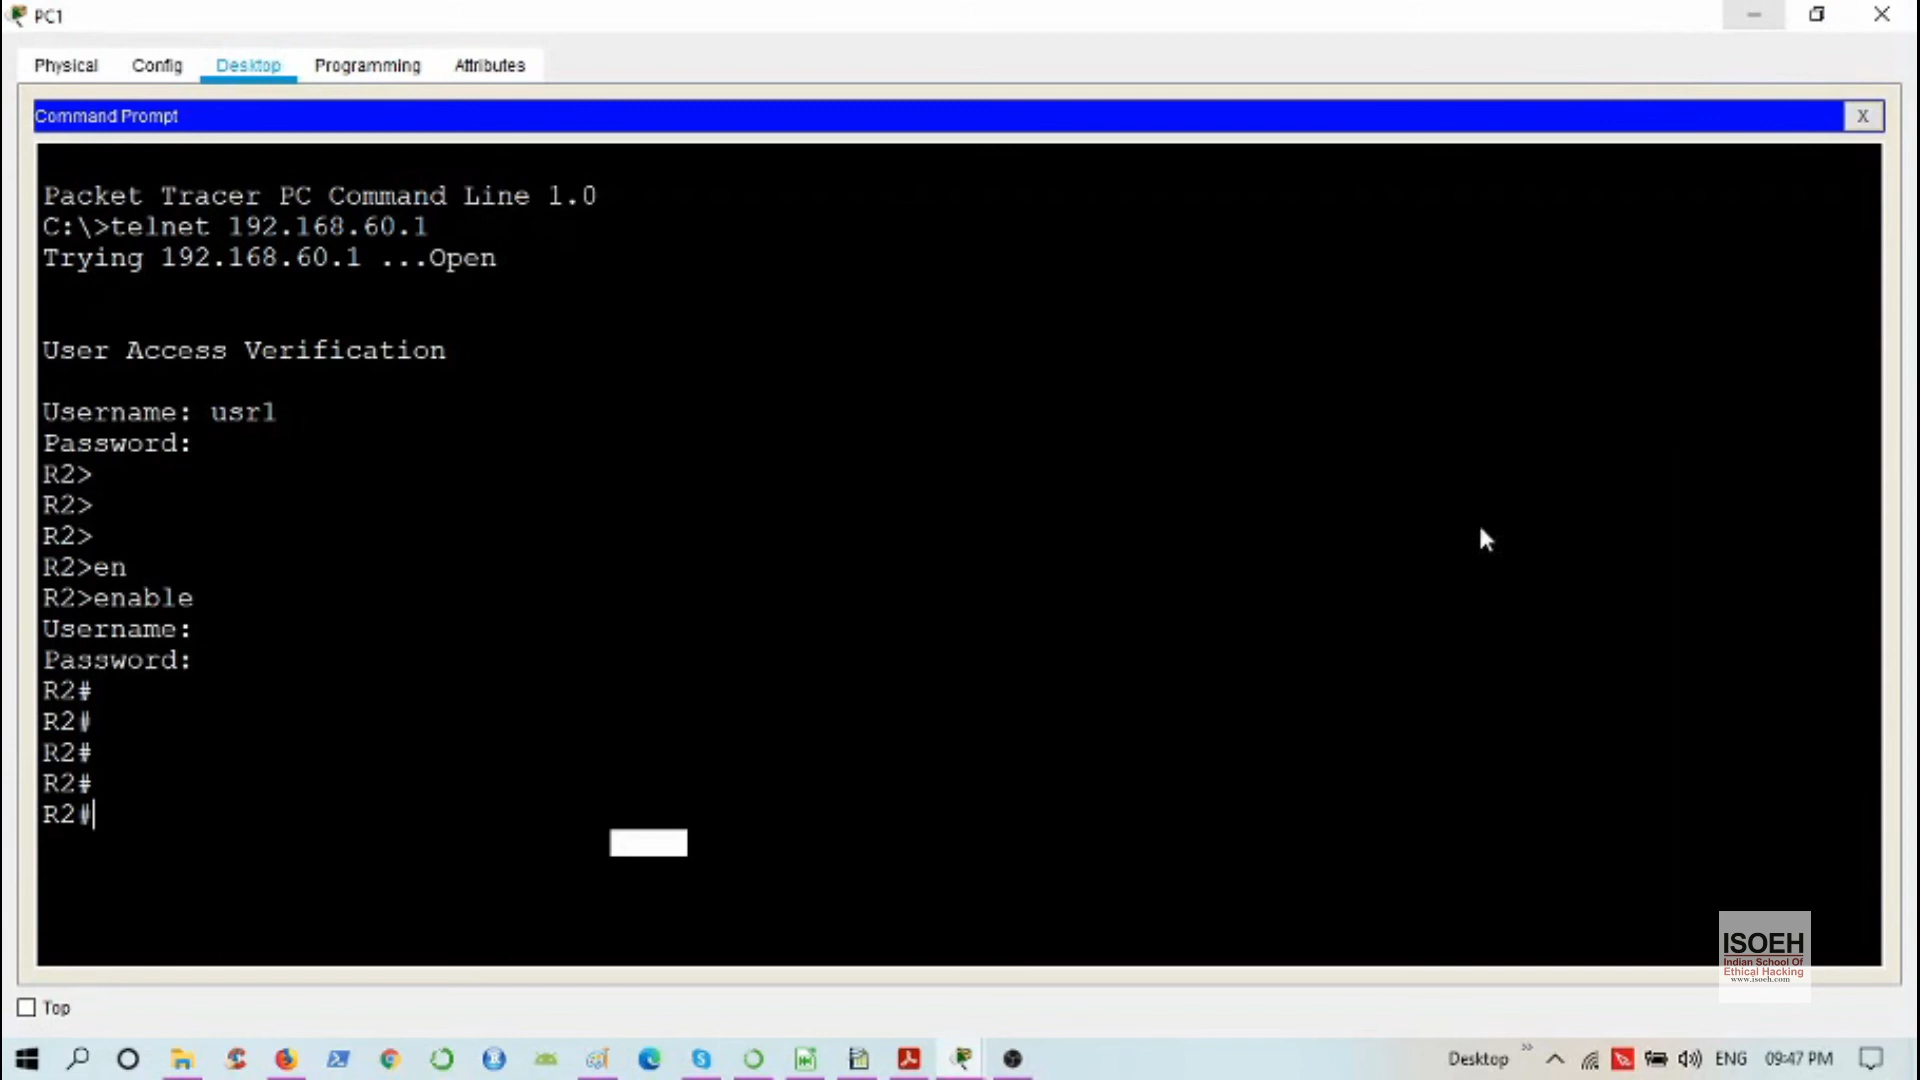 PC1
Physical Config Desktop Programming Attributes
Command Prompt
X
Packet Tracer PC Command Line 1.0
C:\>telnet 192.168.60.1
Trying 192.168.60.1 ...Open
User Access Verification
Username: usr1
Password:
R2>
R2>
R2>
R2>en
R2>enable
Username:
Password:
R2#
R2#
R2#
R2#
R2#
ISOEH
Indian School Of
Ethical Hacking
www.isoeh.com
Top
Desktop ENG 09:47 PM